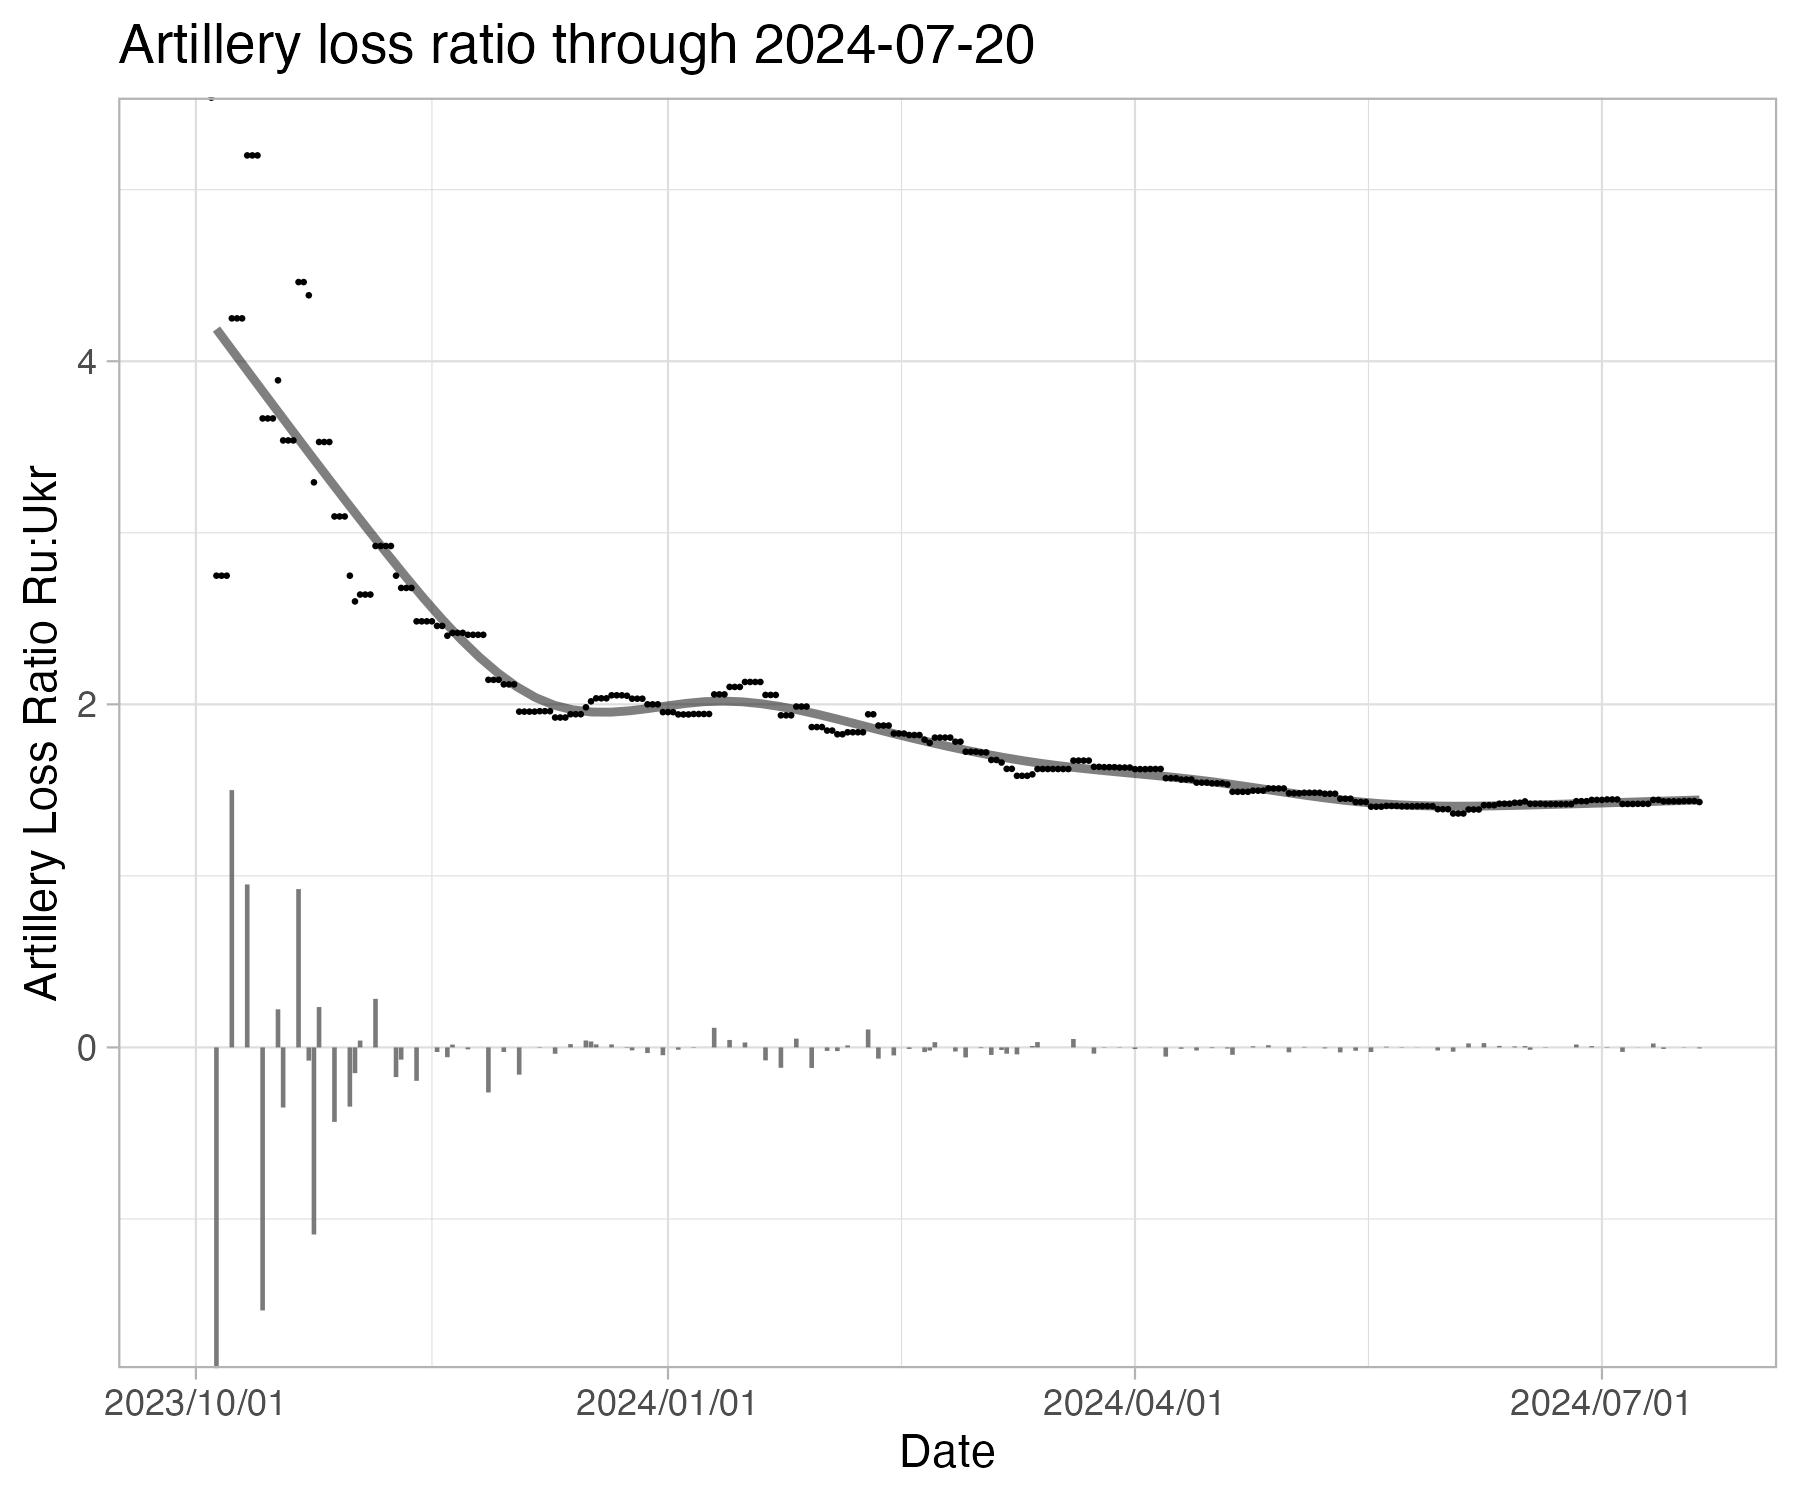 Artillery loss ratio through 2024-07-20
Artillery Loss Ratio Ru:Ukr
4
2
0
2023/10/01
2024/01/01
2024/04/01
2024/07/01
Date